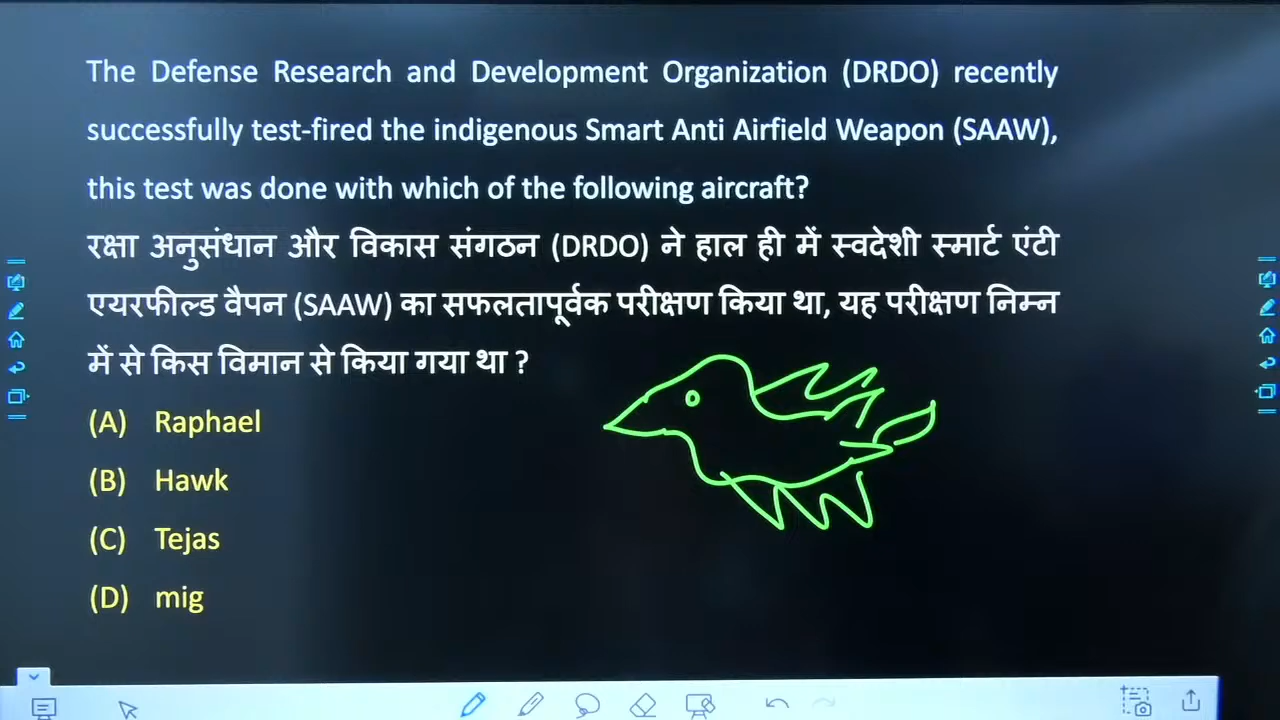 The Defense Research and Development Organization (DRDO) recently
successfully test-fired the indigenous Smart Anti Airfield Weapon (SAAW),
this test was done with which of the following aircraft?
रक्षा अनुसंधान और विकास संगठन (DRDO) ने हाल ही में स्वदेशी स्मार्ट एंटी
एयरफील्ड वैपन (SAAW) का सफलतापूर्वक परीक्षण किया था, यह परीक्षण निम्न
में से किस विमान से किया गया था ?
(A) Raphael
(B) Hawk
(C) Tejas
(D) mig